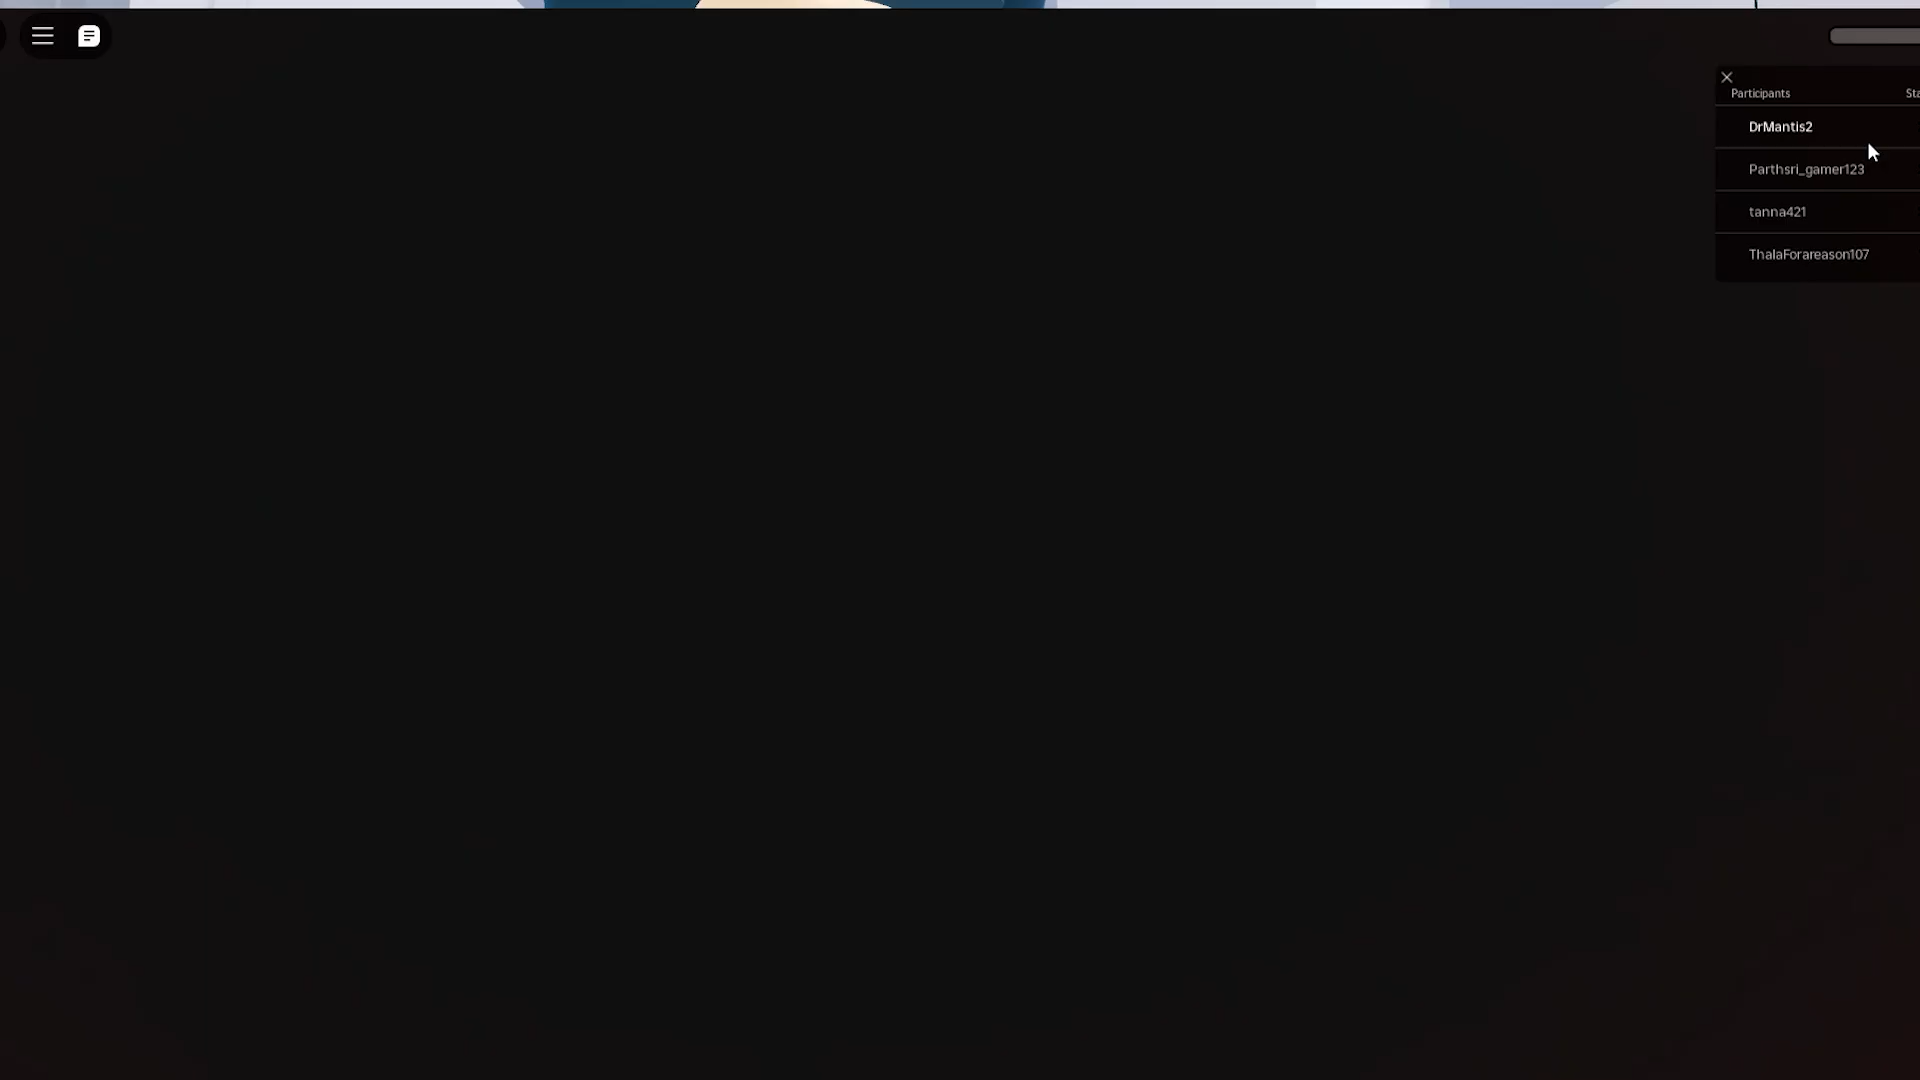 Participants
DrMantis2
Parthsri_gamer123
tanna421
ThalaForareason107